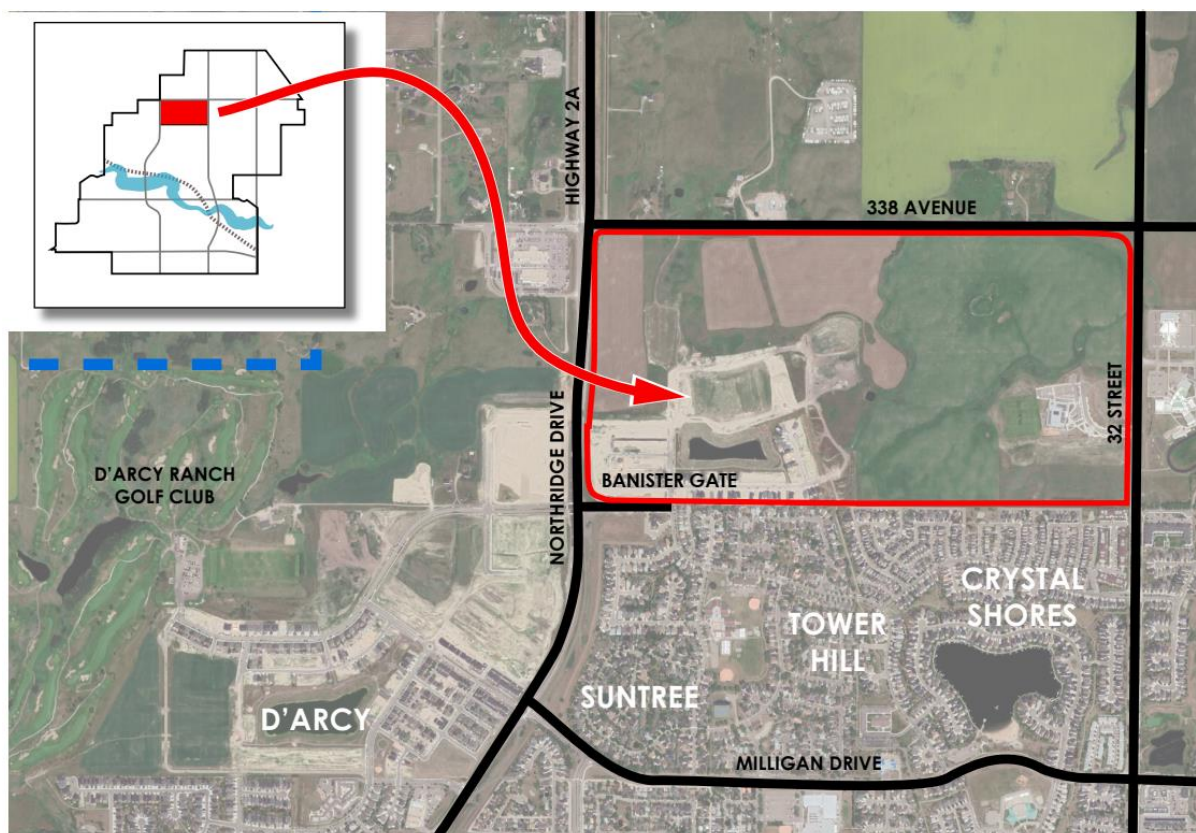 HIGHWAY 2A
338 AVENUE
32 STREET
NORTHRIDGE DRIVE
BANISTER GATE
D'ARCY RANCH
GOLF CLUB
CRYSTAL
SHORES
TOWER
HILL
SUNTREE
D'ARCY
MILLIGAN DRIVE